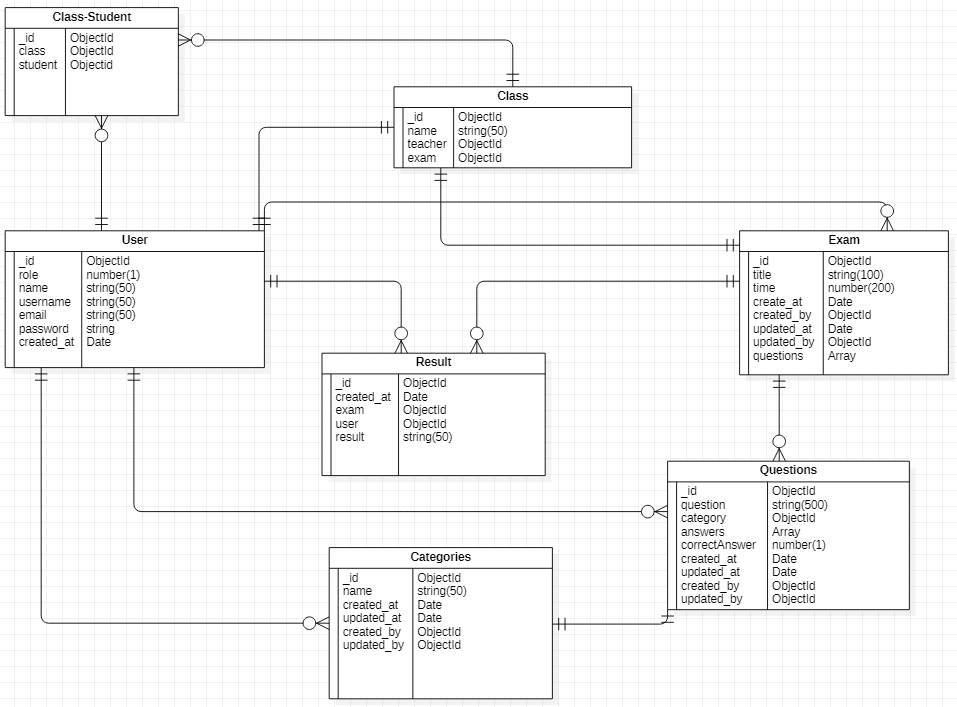 Class-Student
_id ObjectId
class ObjectId
student Objectid
Class
_id ObjectId
name string(50)
teacher ObjectId
exam ObjectId
User
_id ObjectId
role number(1)
name string(50)
username string(50)
email string(50)
password string
created_at Date
Exam
_id ObjectId
title string(100)
time number(200)
create_at Date
created_by ObjectId
updated_at Date
updated_by ObjectId
questions Array
Result
_id ObjectId
created_at Date
exam ObjectId
user ObjectId
result string(50)
Questions
_id ObjectId
question string(500)
category ObjectId
answers Array
correctAnswer number(1)
created_at Date
updated_at Date
created_by ObjectId
updated_by ObjectId
Categories
_id ObjectId
name string(50)
created_at Date
updated_at Date
created_by ObjectId
updated_by ObjectId